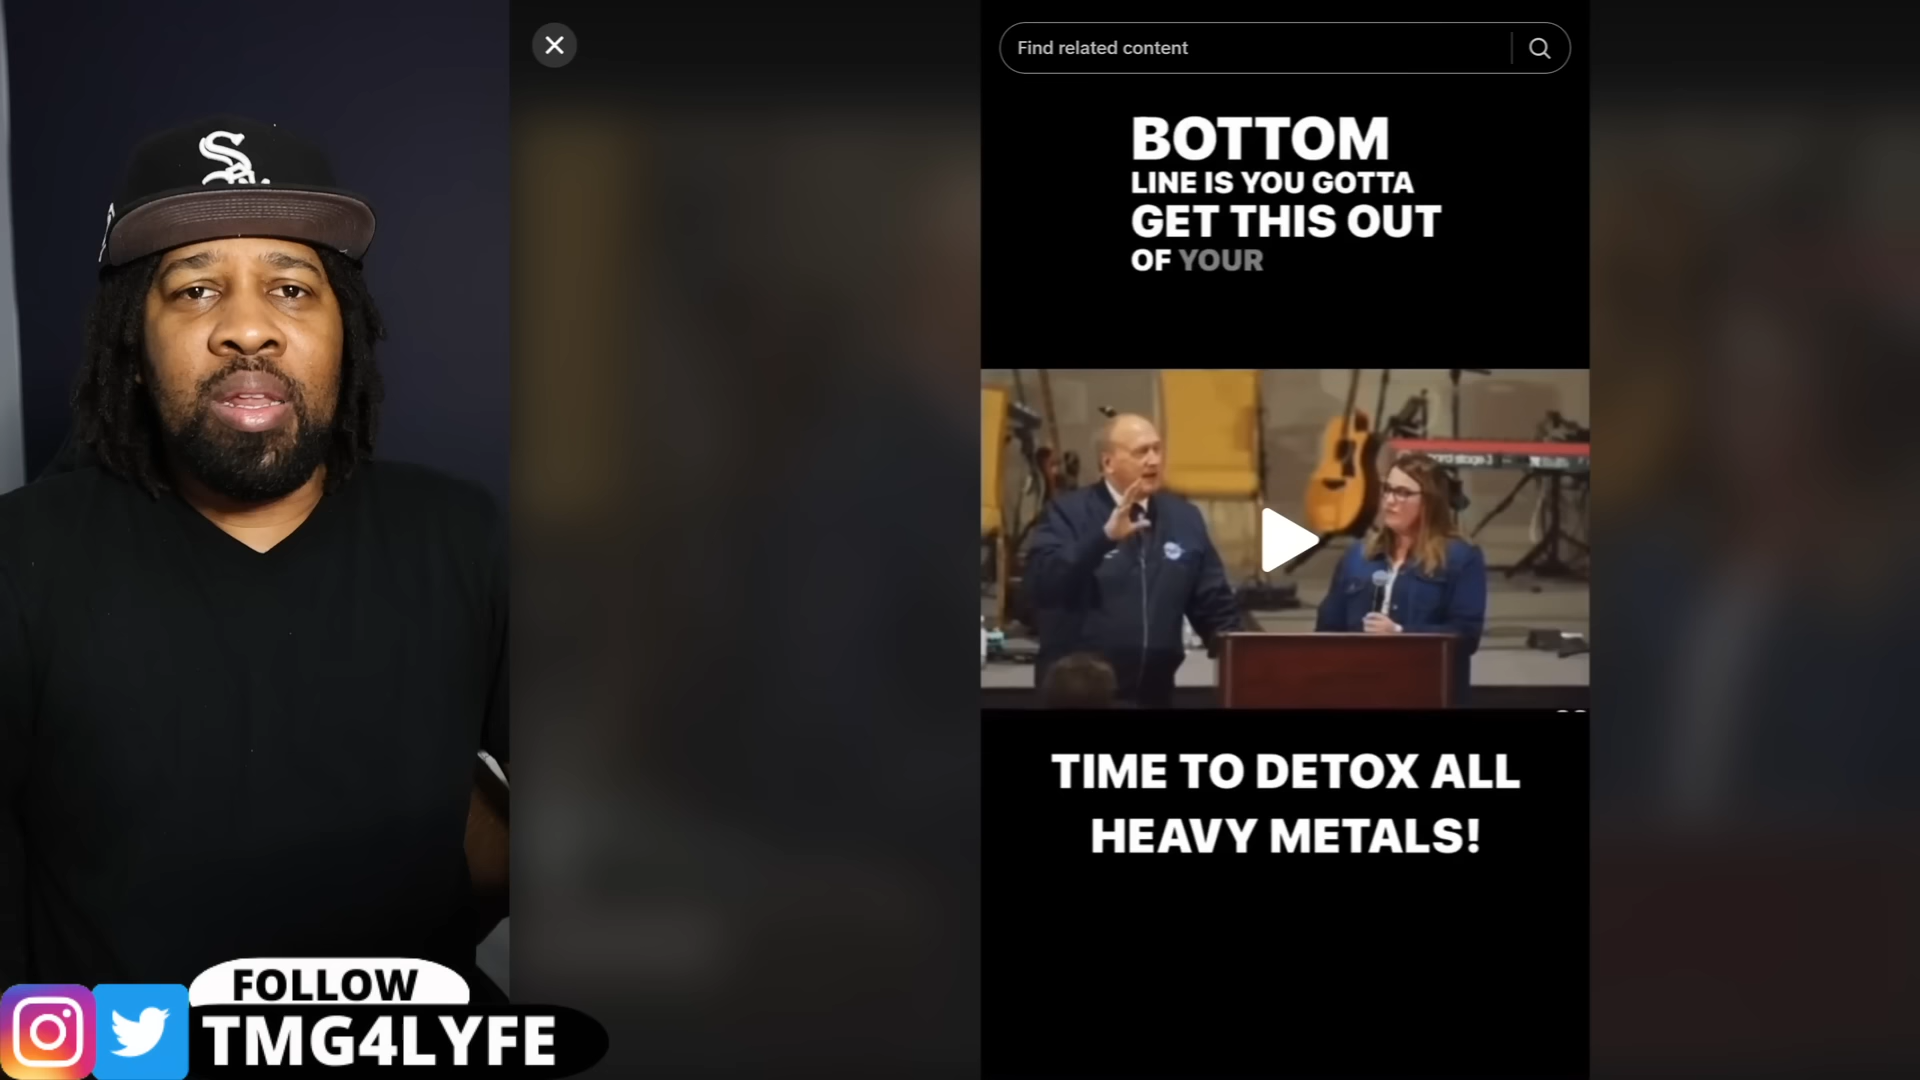 Find related content
BOTTOM
LINE IS YOU GOTTA
GET THIS OUT
OF YOUR
TIME TO DETOX ALL
HEAVY METALS!
FOLLOW
TMG4LYFE